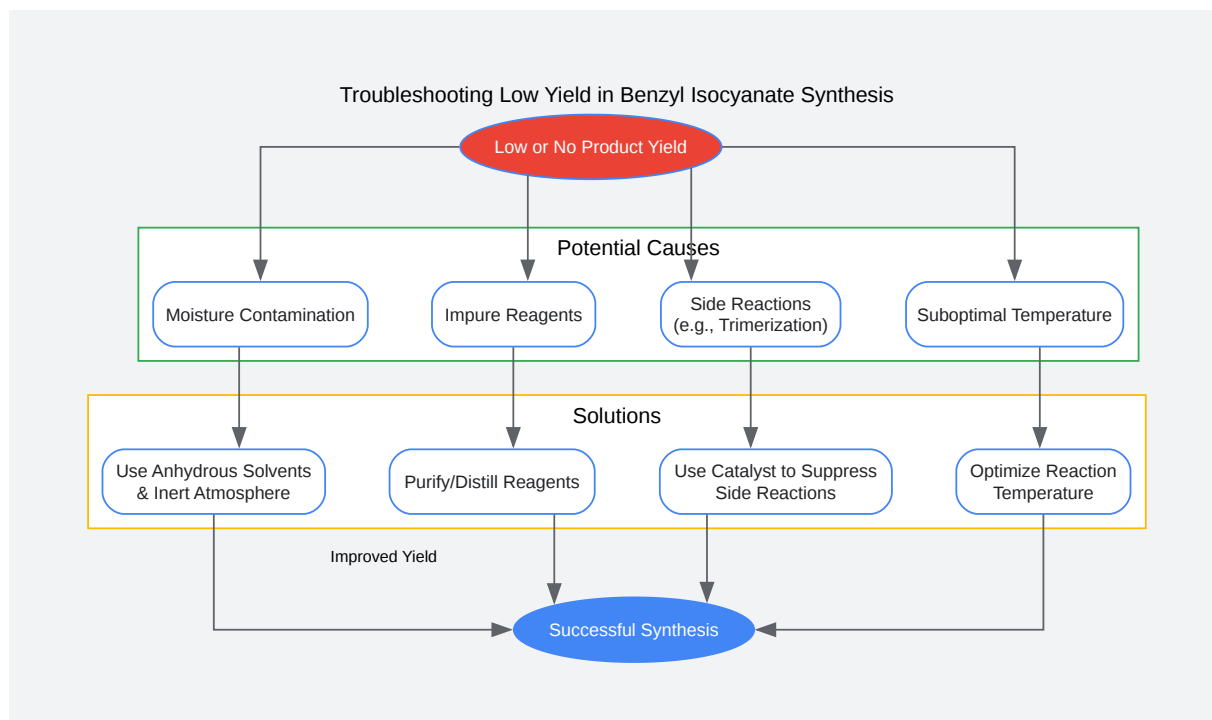 Troubleshooting Low Yield in Benzyl Isocyanate Synthesis
Low or No Product Yield
Potential Causes
Moisture Contamination
Impure Reagents
Side Reactions
(e.g., Trimerization)
Suboptimal Temperature
Solutions
Use Anhydrous Solvents
& Inert Atmosphere
Purify/Distill Reagents
Use Catalyst to Suppress
Side Reactions
Optimize Reaction
Temperature
Improved Yield
Successful Synthesis